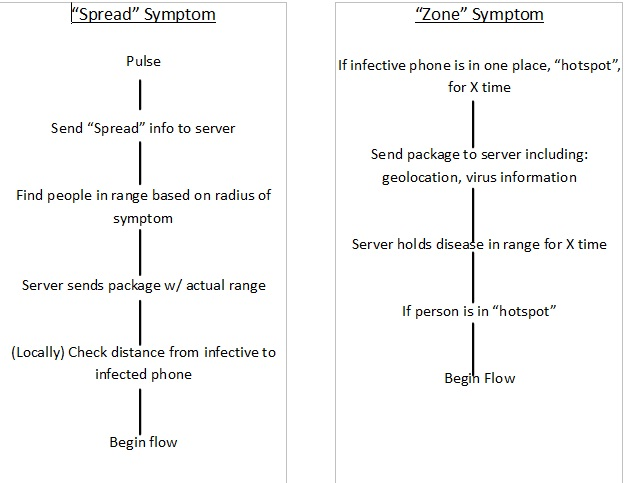 “Spread” Symptom
Pulse
Send “Spread” info to server
Find people in range based on radius of
symptom
Server sends package w/ actual range
(Locally) Check distance from infective to
infected phone
Begin flow
“Zone” Symptom
If infective phone is in one place, “hotspot”,
for X time
Send package to server including:
geolocation, virus information
Server holds disease in range for X time
If person is in “hotspot”
Begin Flow